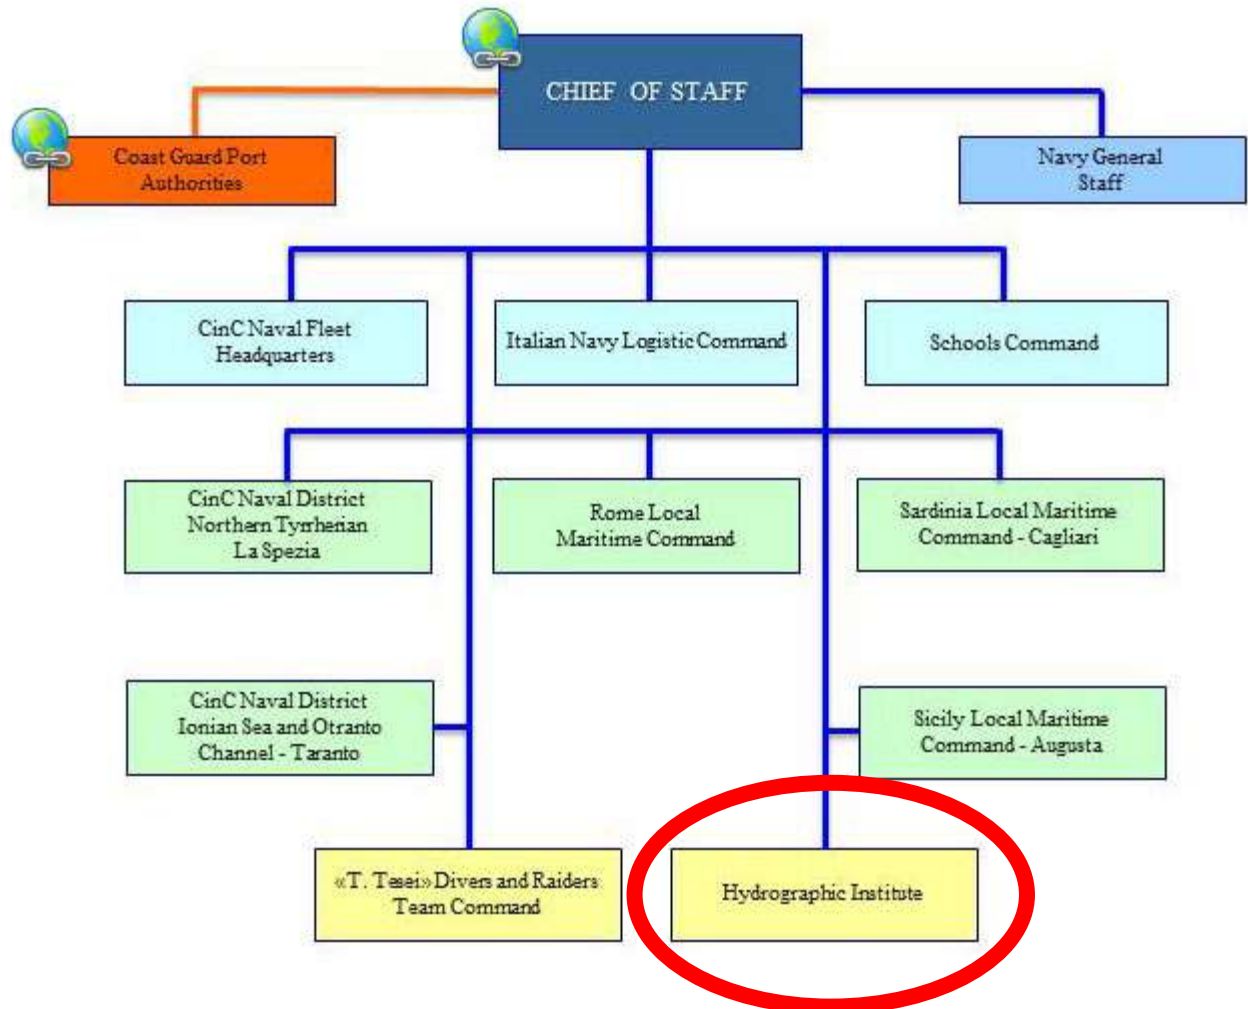 CHIEF OF STAFF
Coast Guard Port
Authorities
Navy General
Staff
CinC Naval Fleet
Headquarters
Italian Navy Logistic Command
Schools Command
CinC Naval District
Northern Tyrrherian
La Spezia
Rome Local
Maritime Command
Sardinia Local Maritime
Command - Cagliari
CinC Naval District
Ionian Sea and Otranto
Channel - Taranto
Sicily Local Maritime
Command - Augusta
«T. Tesei» Divers and Raiders
Team Command
Hydrographic Institute